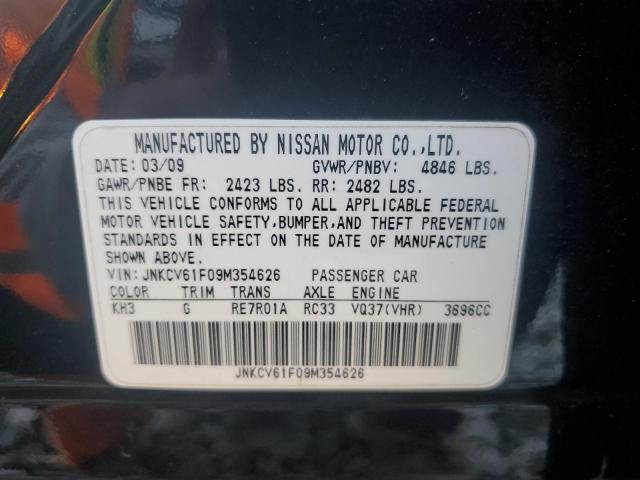 MANUFACTURED BY NISSAN MOTOR CO.,LTD.
DATE: 03/09 GVWR/PNBV: 4846 LBS.
GAWR/PNBE FR: 2423 LBS. RR: 2482 LBS.
THIS VEHICLE CONFORMS TO ALL APPLICABLE FEDERAL
MOTOR VEHICLE SAFETY,BUMPER,AND THEFT PREVENTION
STANDARDS IN EFFECT ON THE DATE OF MANUFACTURE
SHOWN ABOVE.
VIN: JNKCV61F09M354626 PASSENGER CAR
COLOR TRIM TRANS AXLE ENGINE
KH3 G RE7R01A RC33 VQ37(VHR) 3696CC
JNKCV61F09M354626